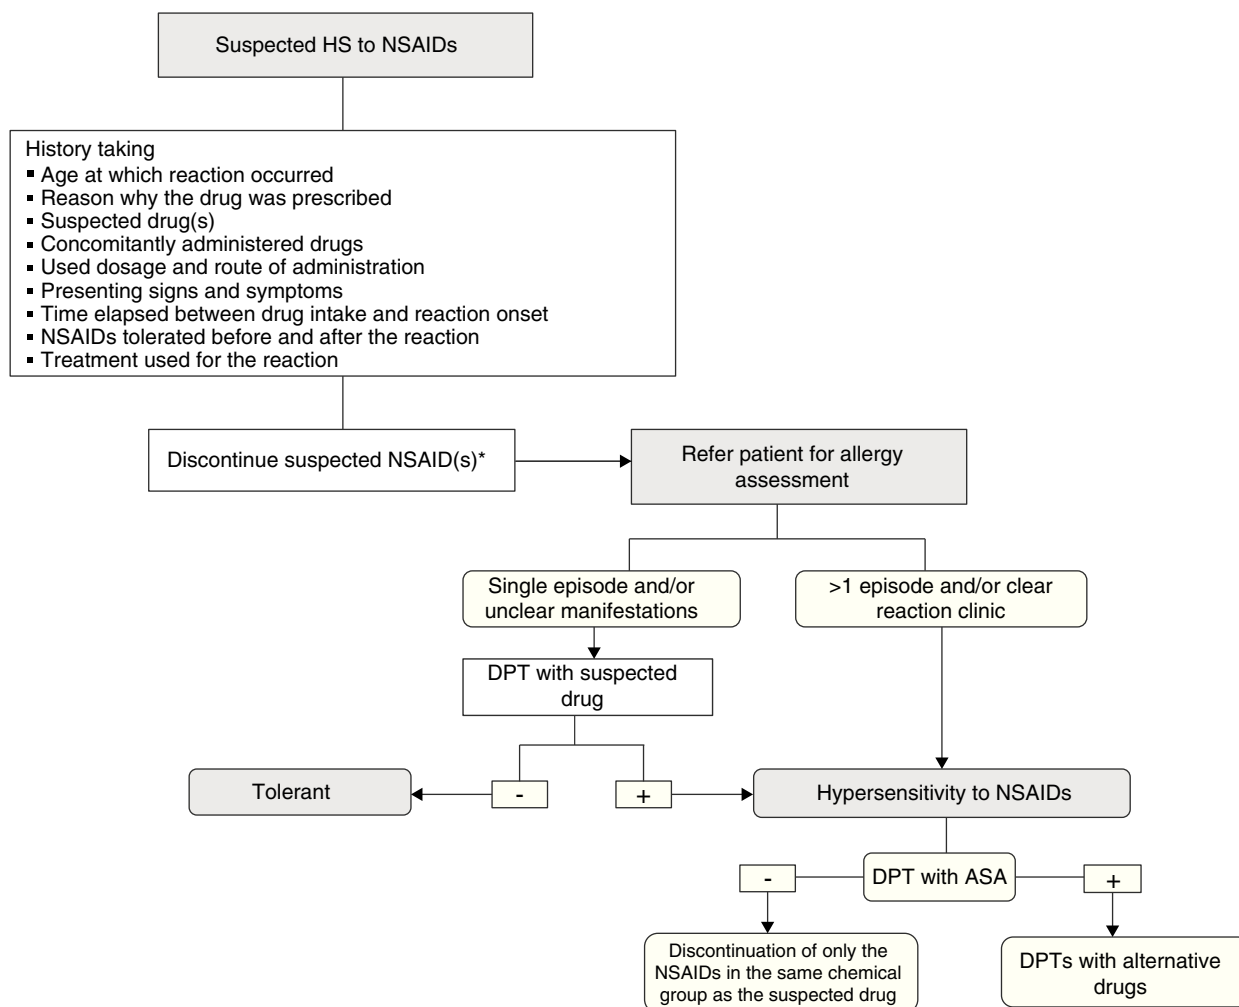 Suspected HS to NSAIDs
History taking
▪ Age at which reaction occurred
▪ Reason why the drug was prescribed
▪ Suspected drug(s)
▪ Concomitantly administered drugs
▪ Used dosage and route of administration
▪ Presenting signs and symptoms
▪ Time elapsed between drug intake and reaction onset
▪ NSAIDs tolerated before and after the reaction
▪ Treatment used for the reaction
Discontinue suspected NSAID(s)*
Refer patient for allergy
assessment
Single episode and/or
unclear manifestations
>1 episode and/or clear
reaction clinic
DPT with suspected
drug
Tolerant
-
+
Hypersensitivity to NSAIDs
-
DPT with ASA
+
Discontinuation of only the
NSAIDs in the same chemical
group as the suspected drug
DPTs with alternative
drugs